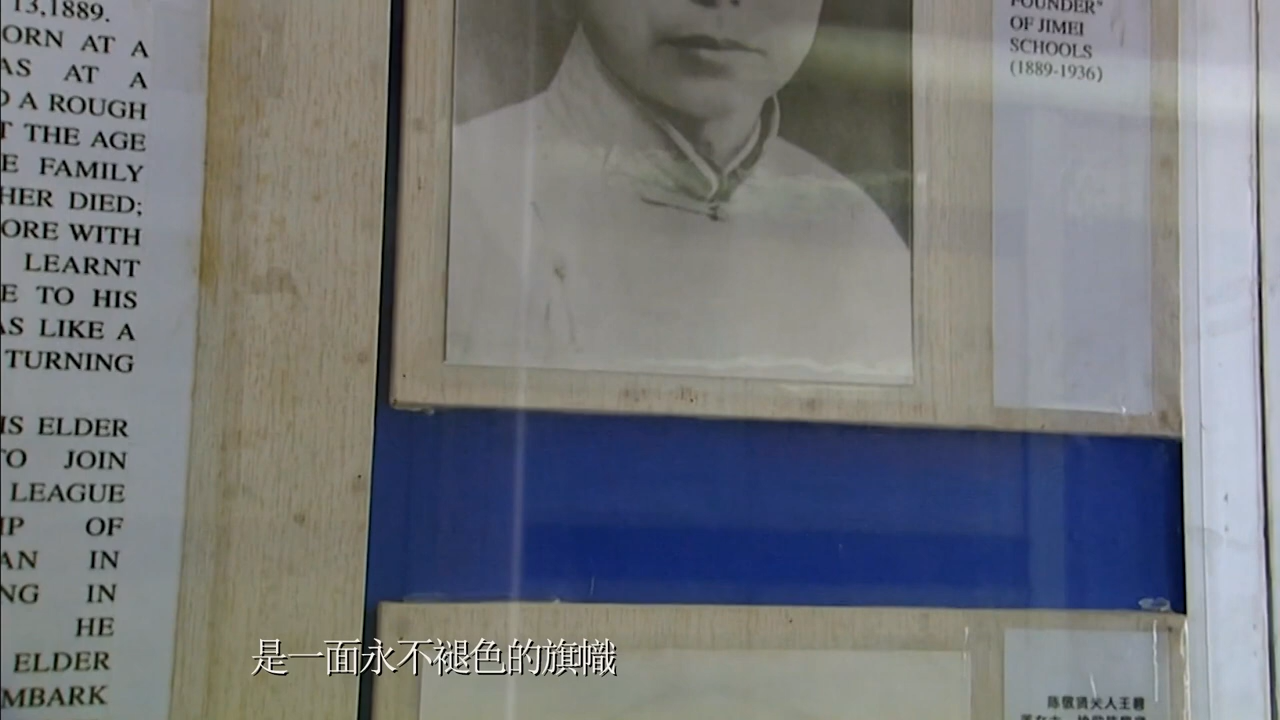 13,1889.
ORN AT A
AS AT A
A ROUGH
THE AGE
E FAMILY
HER DIED;
ORE WITH
LEARNT
E TO HIS
AS LIKE A
TURNING
IS ELDER
TO JOIN
LEAGUE
IP OF
AN IN
NG IN
HE
ELDER
MBARK
FOUNDER"
OF JIMEI
SCHOOLS
(1889-1936)
陈敬贤夫人王碧
是一面永不褪色的旗幟